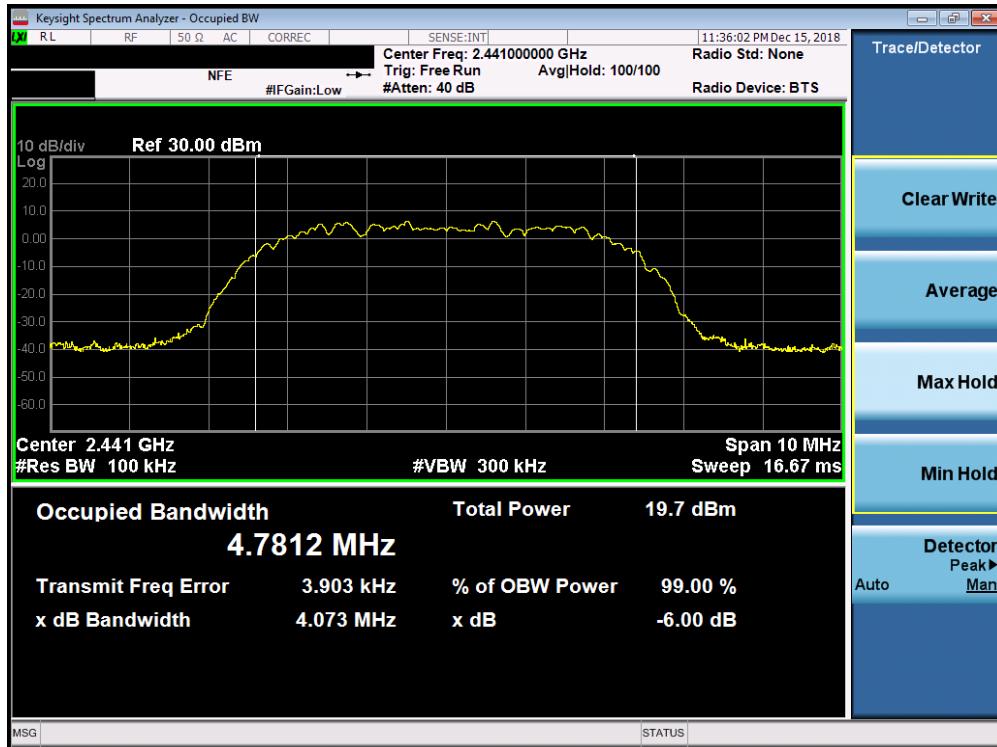 Keysight Spectrum Analyzer - Occupied BW
LXI RL RF 50 Ω AC CORREC SENSE:INT 11:36:02 PM Dec 15, 2018
Center Freq: 2.441000000 GHz Radio Std: None
NFE Trig: Free Run Avg|Hold: 100/100
#IFGain:Low #Atten: 40 dB Radio Device: BTS
Trace/Detector
10 dB/div Ref 30.00 dBm
Log
20.0
10.0
0.00
-10.0
-20.0
-30.0
-40.0
-50.0
-60.0
Center 2.441 GHz Span 10 MHz
#Res BW 100 kHz #VBW 300 kHz Sweep 16.67 ms
Occupied Bandwidth Total Power 19.7 dBm
4.7812 MHz
Transmit Freq Error 3.903 kHz % of OBW Power 99.00 %
x dB Bandwidth 4.073 MHz x dB -6.00 dB
Clear Write
Average
Max Hold
Min Hold
Detector
Peak▶
Auto Man
MSG STATUS